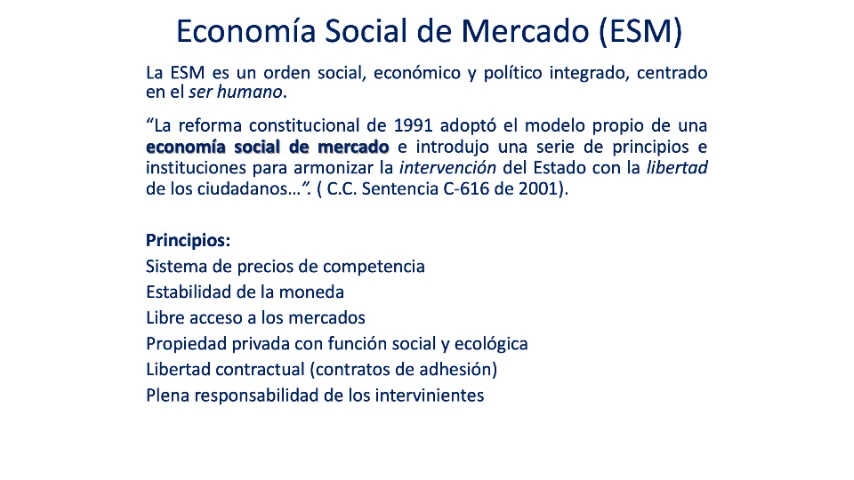 Economía Social de Mercado (ESM)
La ESM es un orden social, económico y político integrado, centrado
en el ser humano.
“La reforma constitucional de 1991 adoptó el modelo propio de una
economía social de mercado e introdujo una serie de principios e
instituciones para armonizar la intervención del Estado con la libertad
de los ciudadanos...”. ( C.C. Sentencia C-616 de 2001).
Principios:
Sistema de precios de competencia
Estabilidad de la moneda
Libre acceso a los mercados
Propiedad privada con función social y ecológica
Libertad contractual (contratos de adhesión)
Plena responsabilidad de los intervinientes